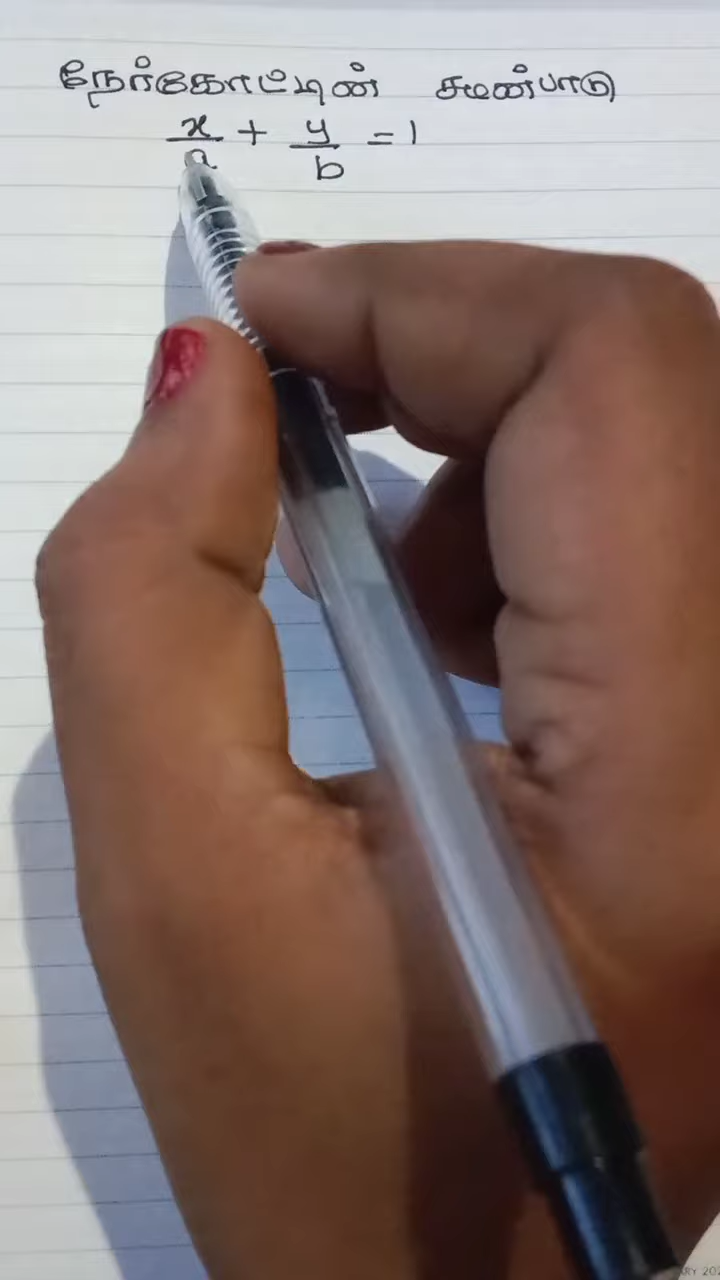 நேர்கோட்டின் சமன்பாடு
x/a + y/b = 1